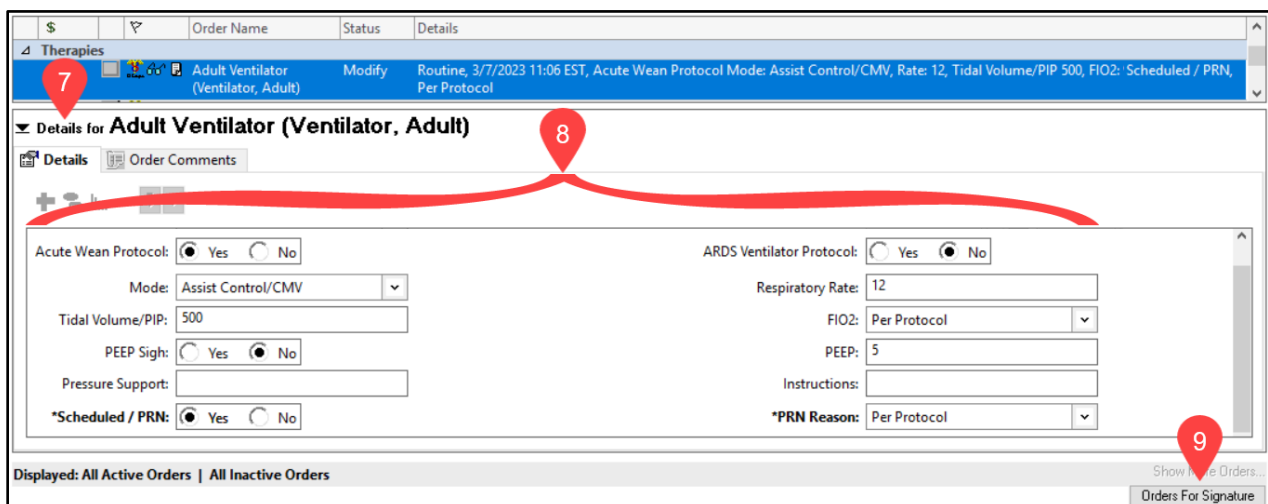 $ Order Name Status Details
Therapies
Adult Ventilator Modify Routine, 3/7/2023 11:06 EST, Acute Wean Protocol Mode: Assist Control/CMV, Rate: 12, Tidal Volume/PIP 500, FIO2: Scheduled / PRN,
(Ventilator, Adult) Per Protocol
7
Details for Adult Ventilator (Ventilator, Adult)
8
Details Order Comments
Acute Wean Protocol: Yes No ARDS Ventilator Protocol: Yes No
Mode: Assist Control/CMV Respiratory Rate: 12
Tidal Volume/PIP: 500 FIO2: Per Protocol
PEEP Sigh: Yes No PEEP: 5
Pressure Support: Instructions:
*Scheduled / PRN: Yes No *PRN Reason: Per Protocol
9
Displayed: All Active Orders | All Inactive Orders Show Orders...
Orders For Signature